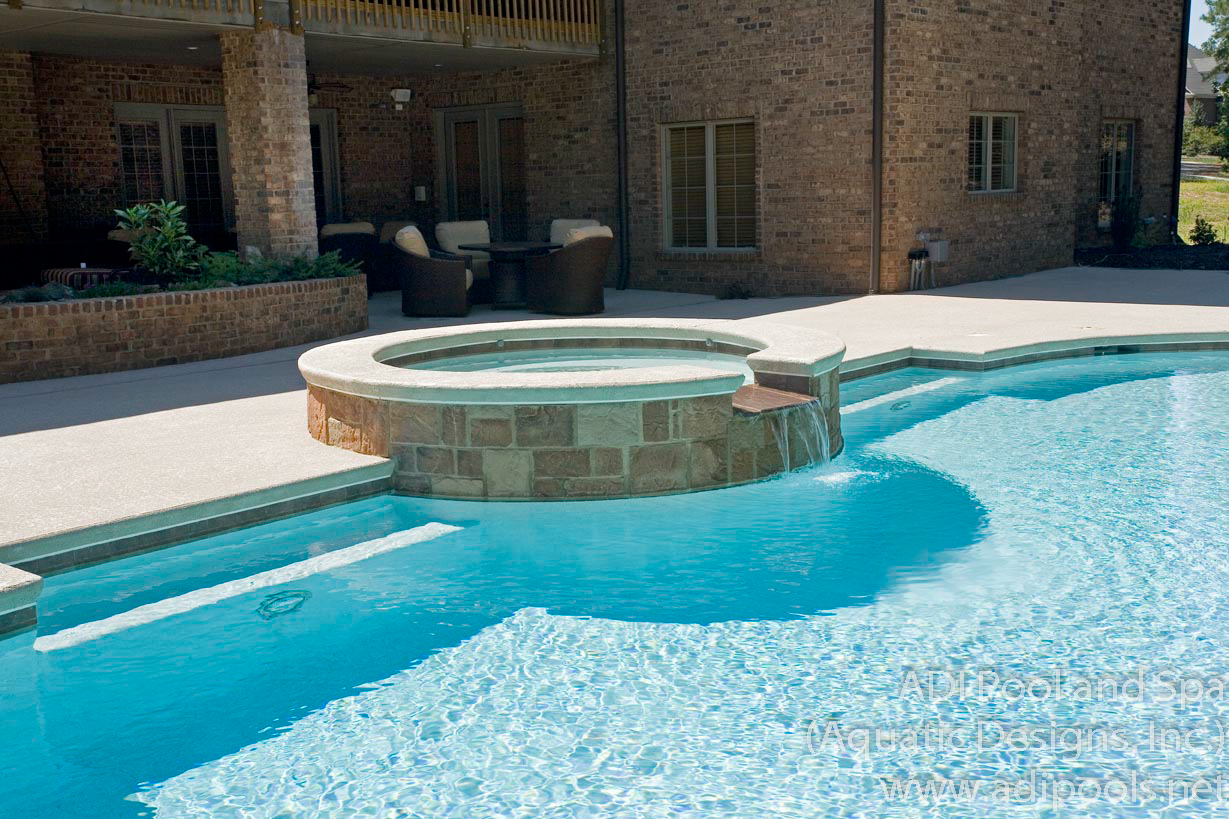 ADI Pool and Spa
(Aquatic Designs, Inc.)
www.adipools.net